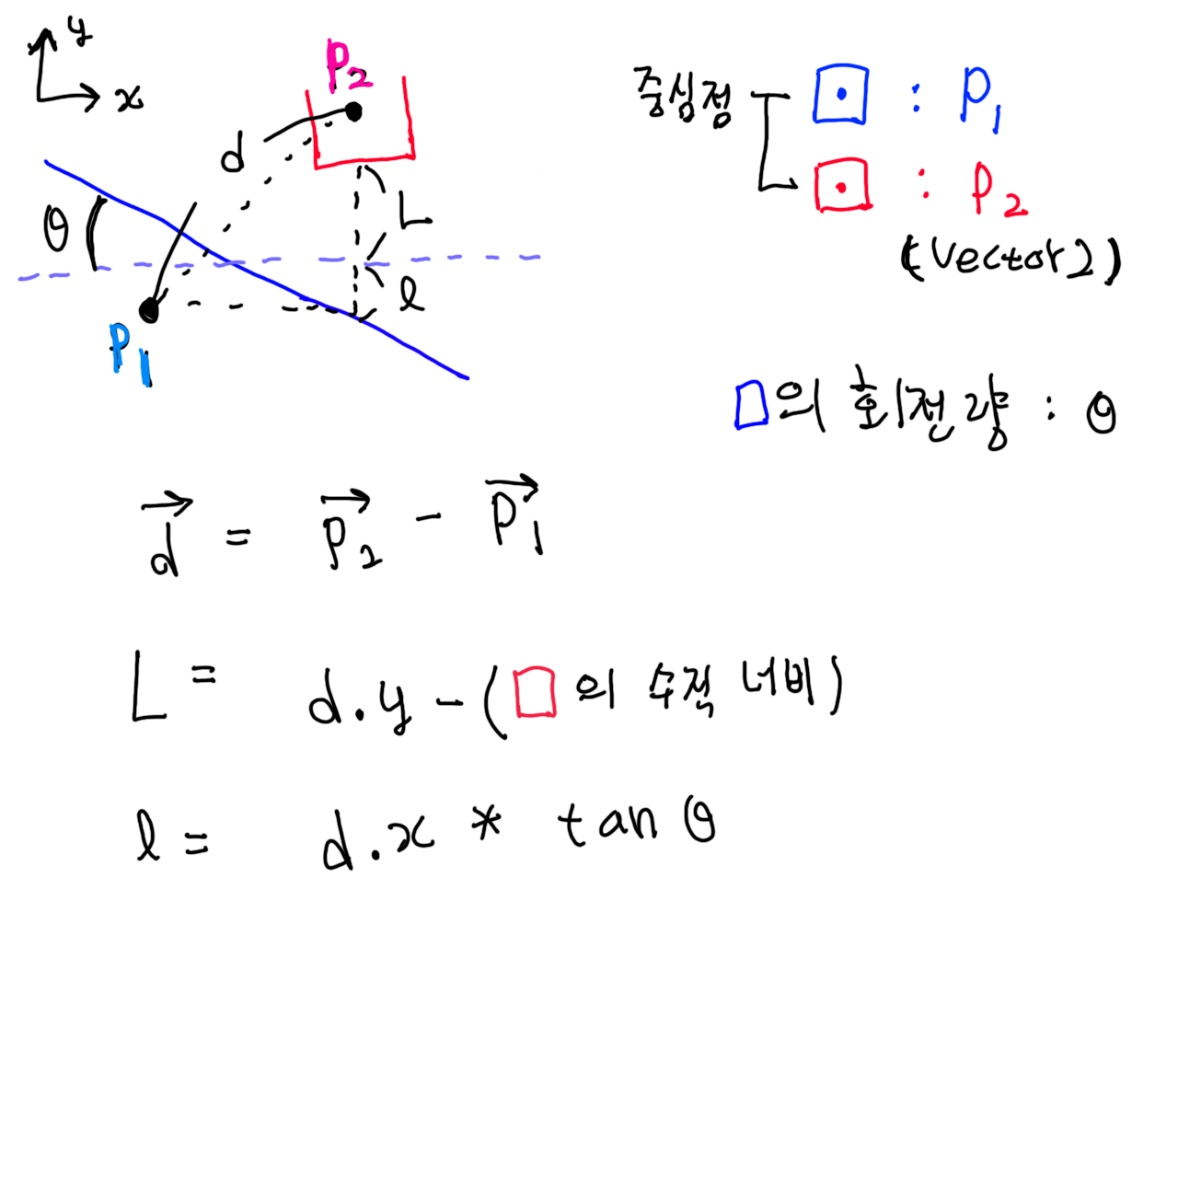 y
x
P₂
d
θ
L
l
P₁
중심점 : P₁
: P₂
(Vector2)
의 회전량 : θ
d = P₂ - P₁
L = d.y - ( 의 수직 너비)
l = d.x * tan θ